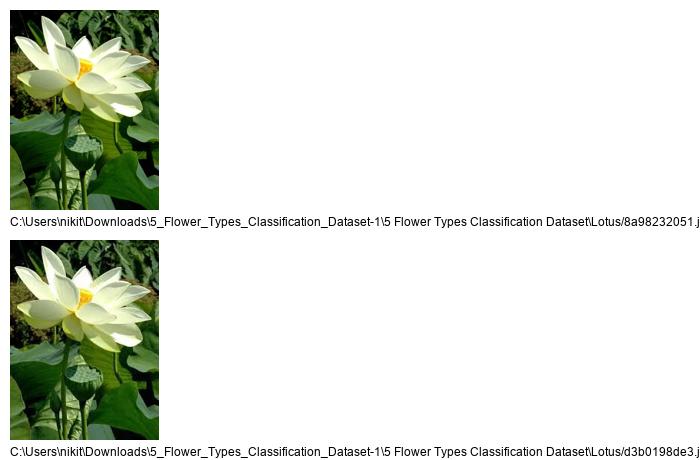 C:\Users\nikit\Downloads\5_Flower_Types_Classification_Dataset-1\5 Flower Types Classification Dataset\Lotus/8a98232051.j
C:\Users\nikit\Downloads\5_Flower_Types_Classification_Dataset-1\5 Flower Types Classification Dataset\Lotus/d3b0198de3.j